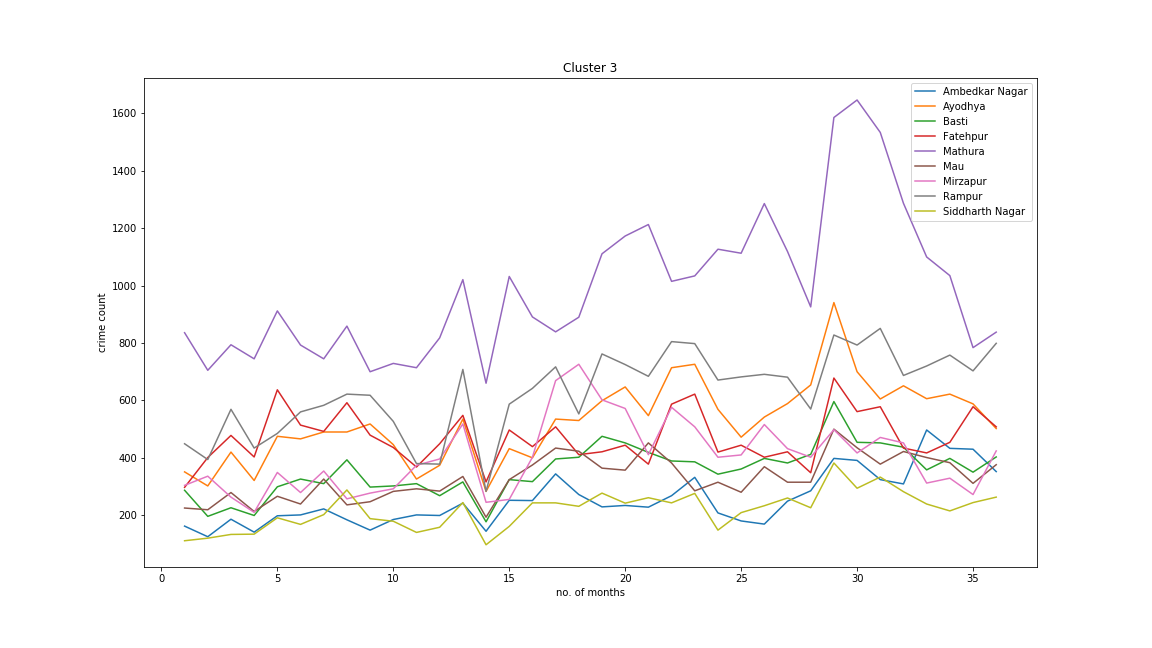 Cluster 3
Ambedkar Nagar
Ayodhya
Basti
Fatehpur
Mathura
Mau
Mirzapur
Rampur
Siddharth Nagar
crime count
1600
1400
1200
1000
800
600
400
200
0 5 10 15 20 25 30 35
no. of months